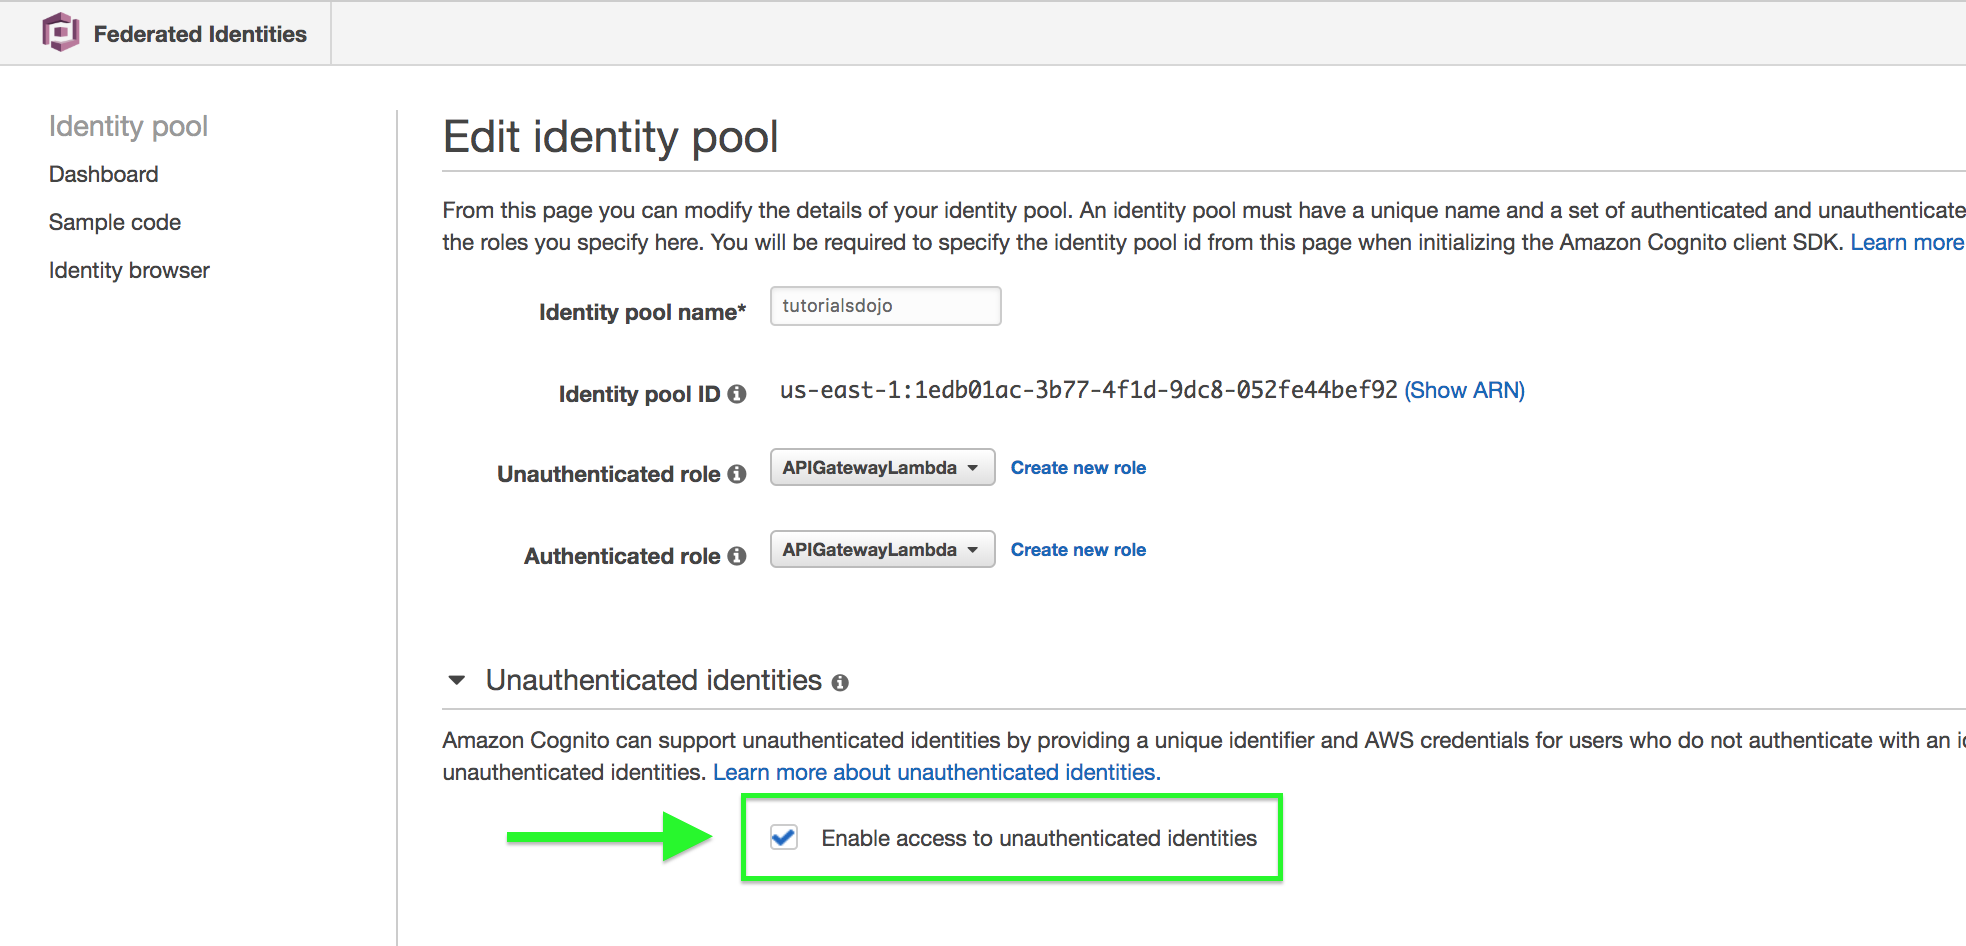 Federated Identities
Identity pool
Dashboard
Sample code
Identity browser
Edit identity pool
From this page you can modify the details of your identity pool. An identity pool must have a unique name and a set of authenticated and unauthenticate
the roles you specify here. You will be required to specify the identity pool id from this page when initializing the Amazon Cognito client SDK. Learn more
Identity pool name* tutorialsdojo
Identity pool ID us-east-1:1edb01ac-3b77-4f1d-9dc8-052fe44bef92 (Show ARN)
Unauthenticated role APIGatewayLambda Create new role
Authenticated role APIGatewayLambda Create new role
Unauthenticated identities
Amazon Cognito can support unauthenticated identities by providing a unique identifier and AWS credentials for users who do not authenticate with an
unauthenticated identities. Learn more about unauthenticated identities.
Enable access to unauthenticated identities